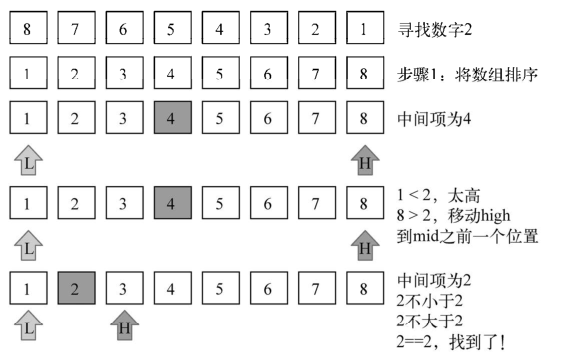 8 7 6 5 4 3 2 1 寻找数字2
1 2 3 4 5 6 7 8 步骤1：将数组排序
1 2 3 4 5 6 7 8 中间项为4
L H
1 2 3 4 5 6 7 8
1 < 2，太高
8 > 2，移动high
到mid之前一个位置
L H
1 2 3 4 5 6 7 8
中间项为2
2不小于2
2不大于2
2==2，找到了！
L H